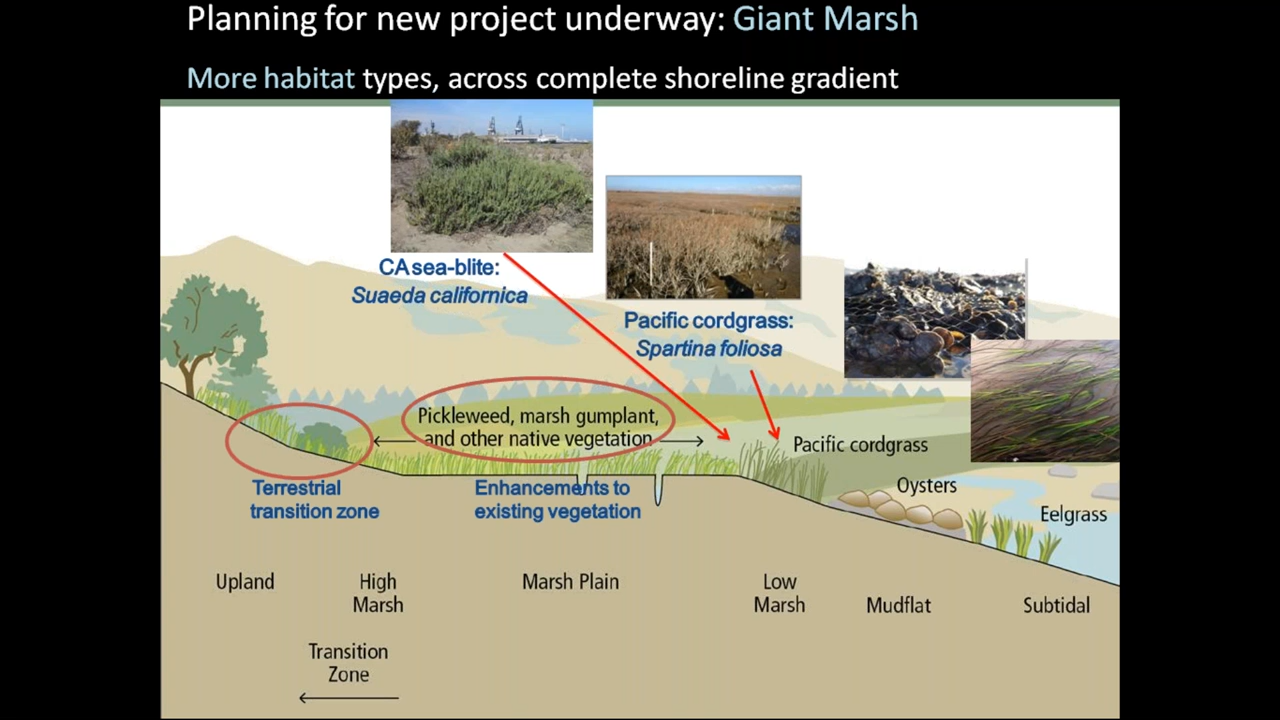 Planning for new project underway: Giant Marsh
More habitat types, across complete shoreline gradient
CA sea-blite:
Suaeda californica
Pacific cordgrass:
Spartina foliosa
Pickleweed, marsh gumplant,
and other native vegetation
Pacific cordgrass
Oysters
Eelgrass
Terrestrial
transition zone
Enhancements to
existing vegetation
Upland
High
Marsh
Marsh Plain
Low
Marsh
Mudflat
Subtidal
Transition
Zone